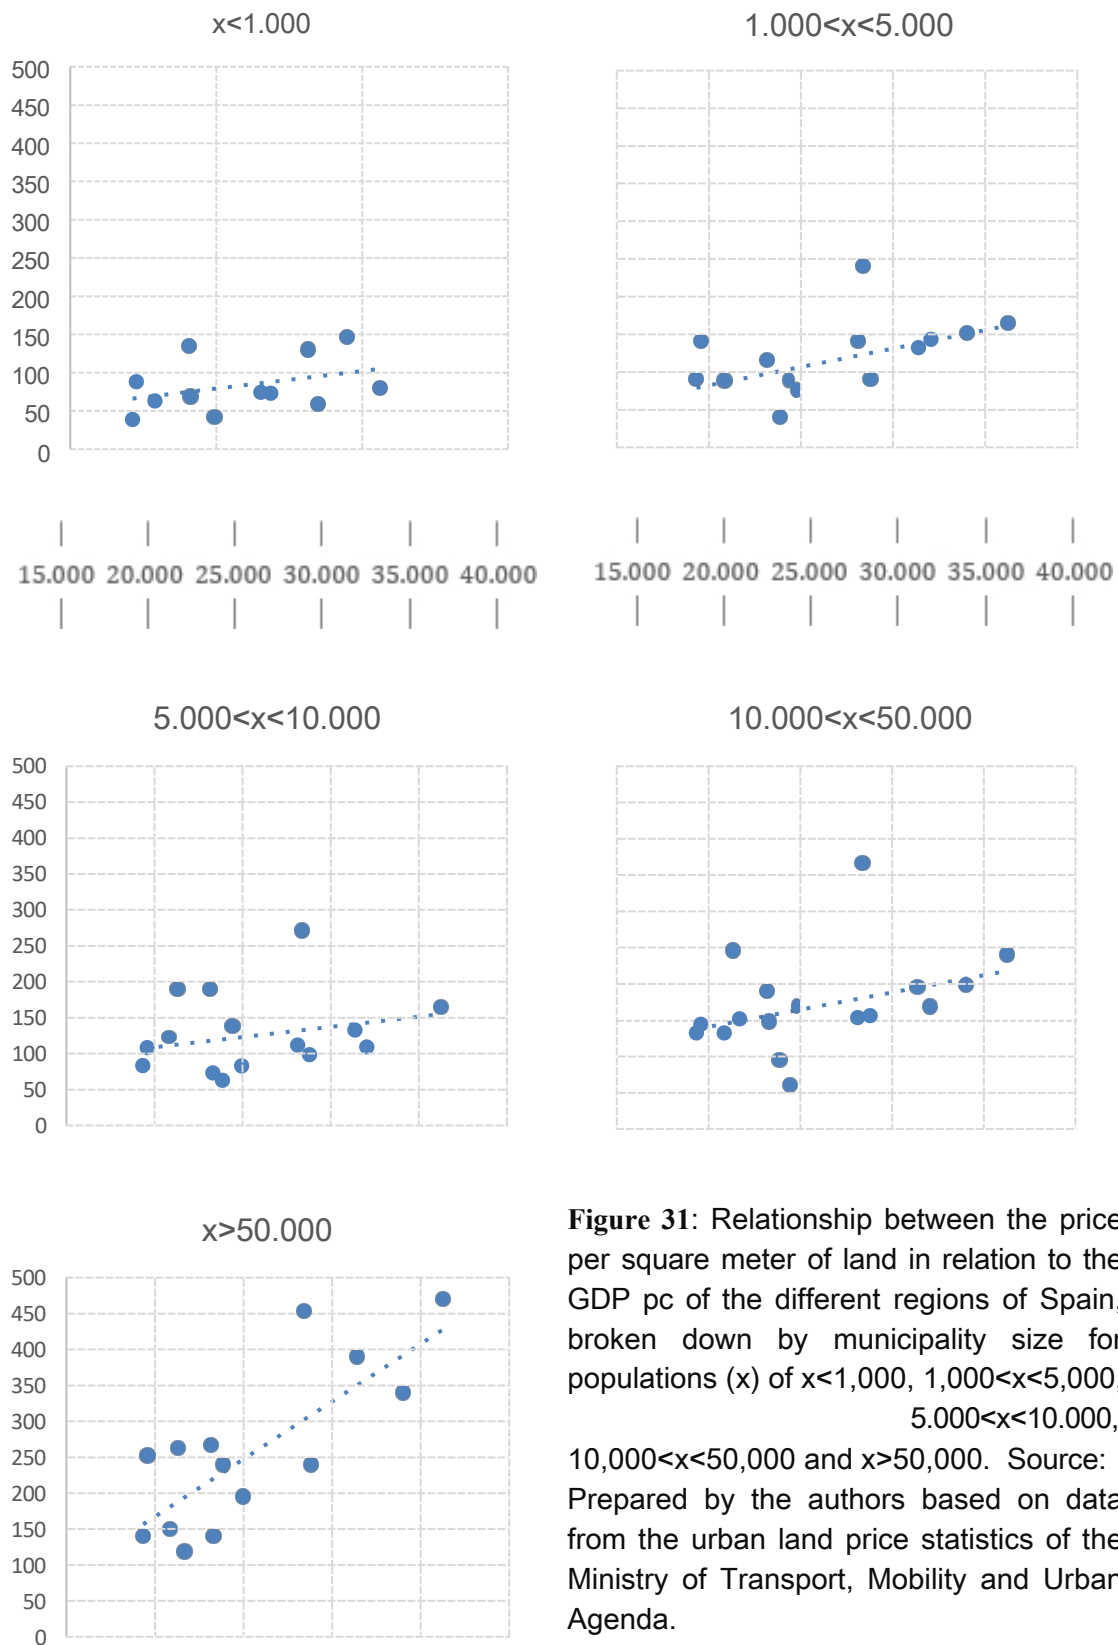 x<1.000
500
450
400
350
300
250
200
150
100
50
0
1.000<x<5.000
15.000 20.000 25.000 30.000 35.000 40.000
15.000 20.000 25.000 30.000 35.000 40.000
5.000<x<10.000
500
450
400
350
300
250
200
150
100
50
0
10.000<x<50.000
x>50.000
500
450
400
350
300
250
200
150
100
50
0
Figure 31: Relationship between the price
per square meter of land in relation to the
GDP pc of the different regions of Spain,
broken down by municipality size for
populations (x) of x<1,000, 1,000<x<5,000,
5.000<x<10.000,
10,000<x<50,000 and x>50,000. Source:
Prepared by the authors based on data
from the urban land price statistics of the
Ministry of Transport, Mobility and Urban
Agenda.